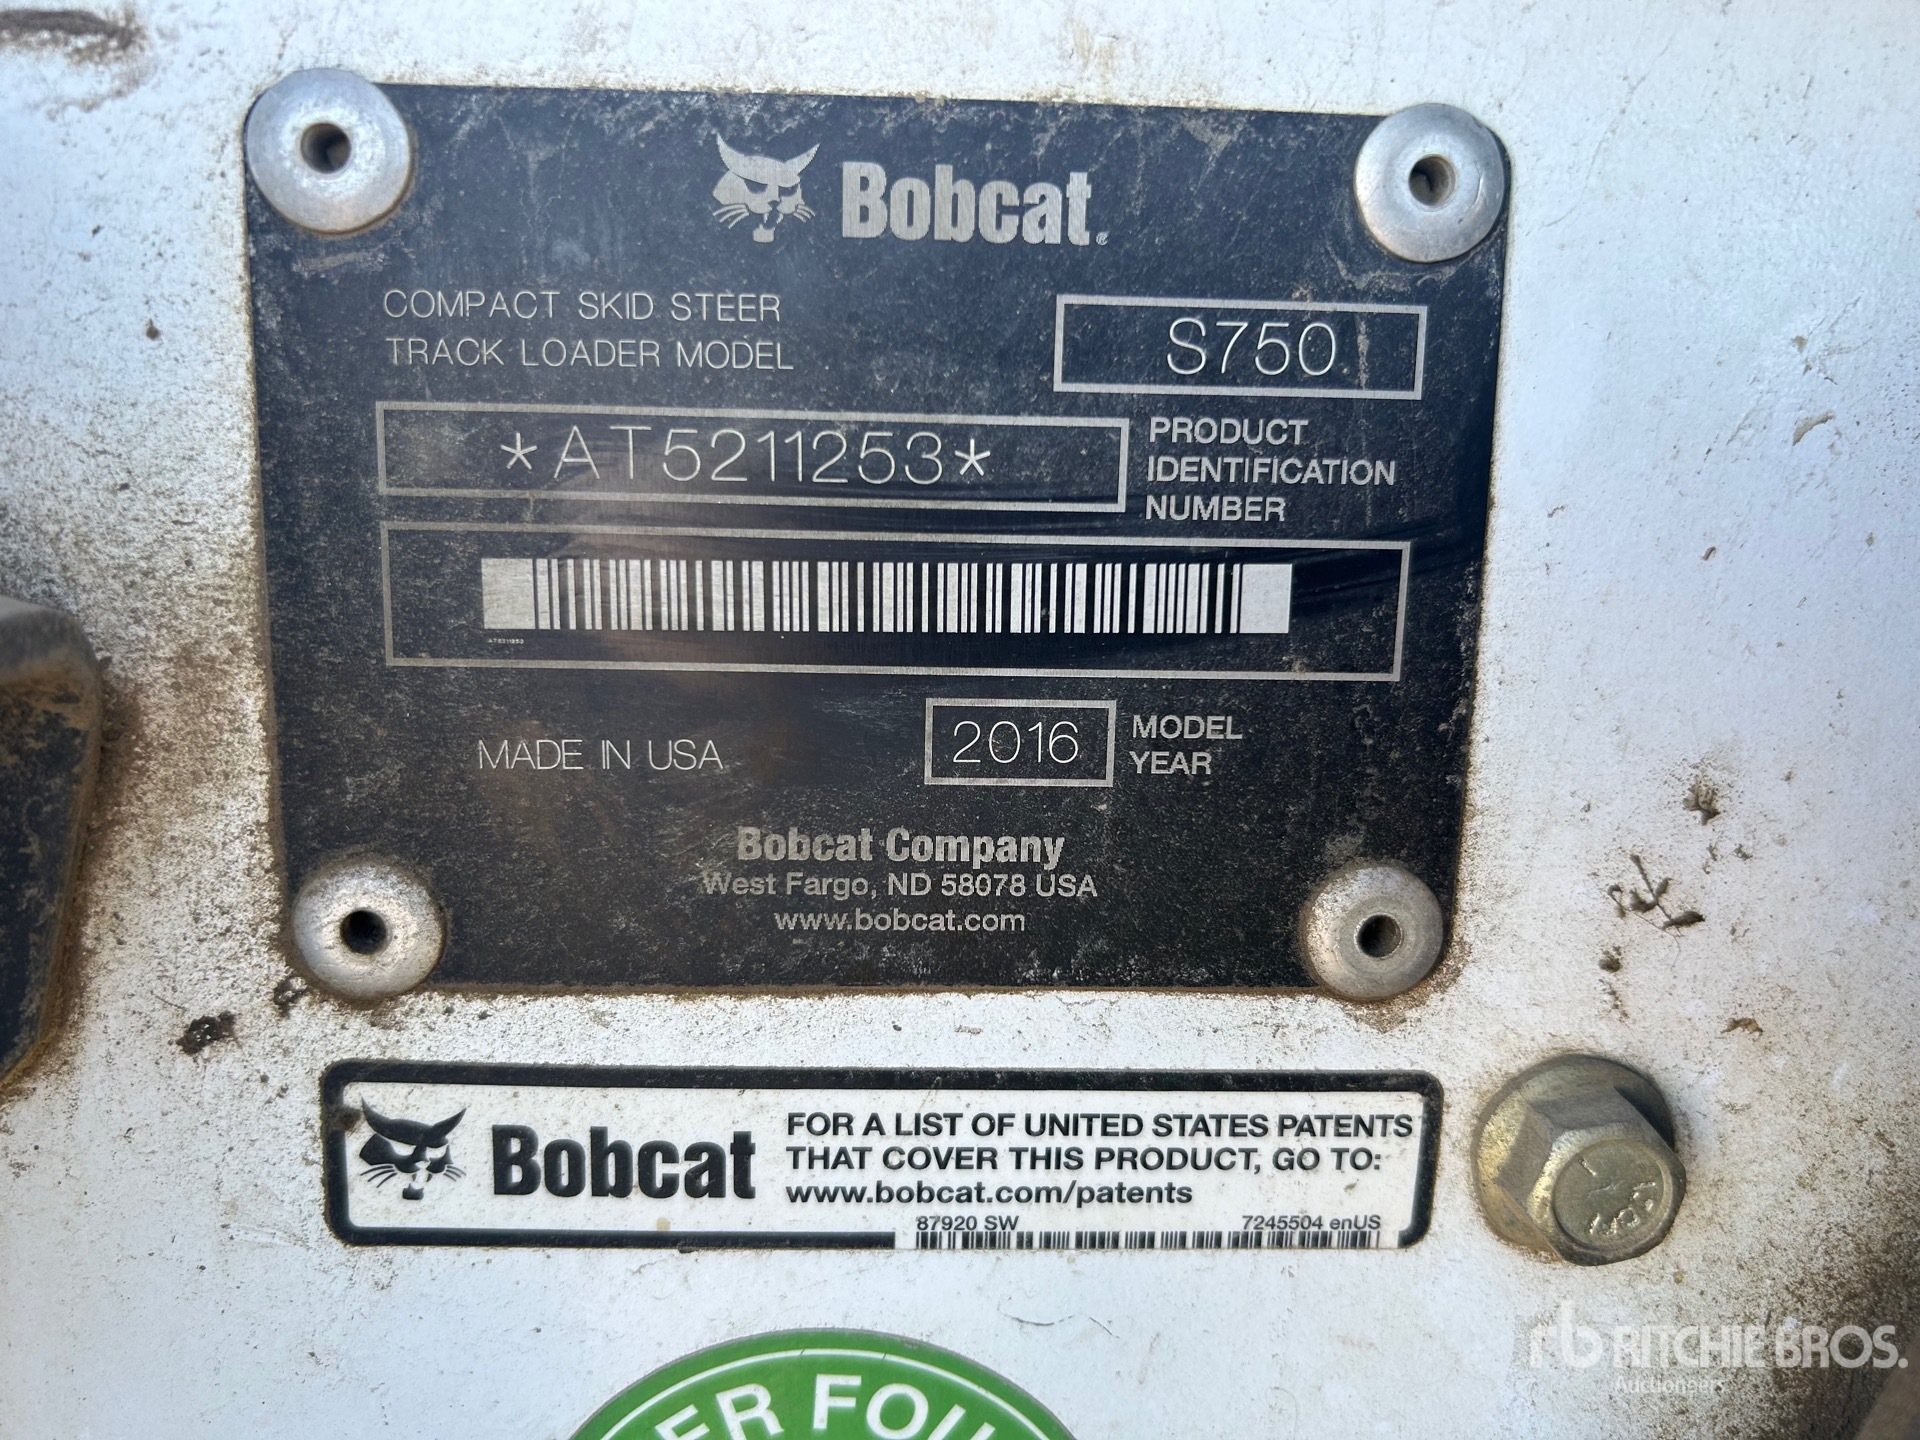 Bobcat
COMPACT SKID STEER
TRACK LOADER MODEL
S750
*AT5211253*
PRODUCT
IDENTIFICATION
NUMBER
AT5211253
MADE IN USA
2016
MODEL
YEAR
Bobcat Company
West Fargo, ND 58078 USA
www.bobcat.com
Bobcat
FOR A LIST OF UNITED STATES PATENTS
THAT COVER THIS PRODUCT, GO TO:
www.bobcat.com/patents
87920 SW
7245504 enUS
rb RITCHIE BROS.
Auctioneers